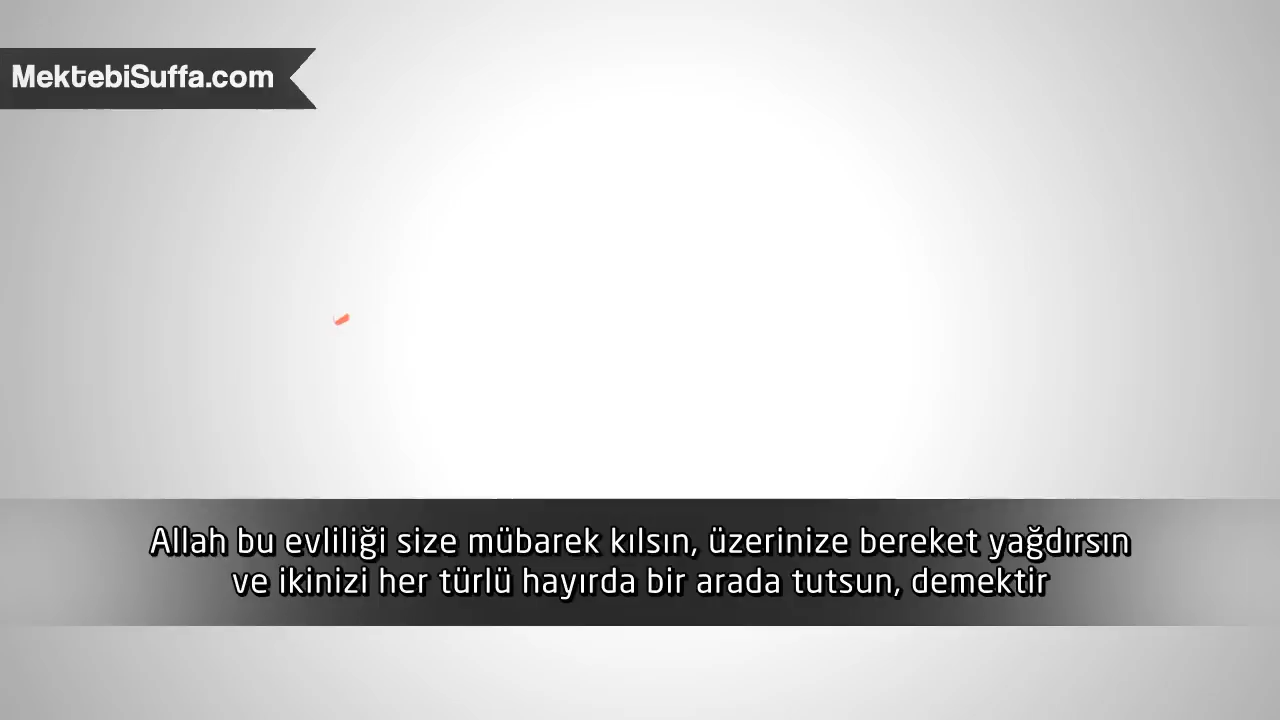 MektebiSuffa.com
Allah bu evliliği size mübarek kılsın, üzerinize bereket yağdırsın
ve ikinizi her türlü hayırda bir arada tutsun, demektir